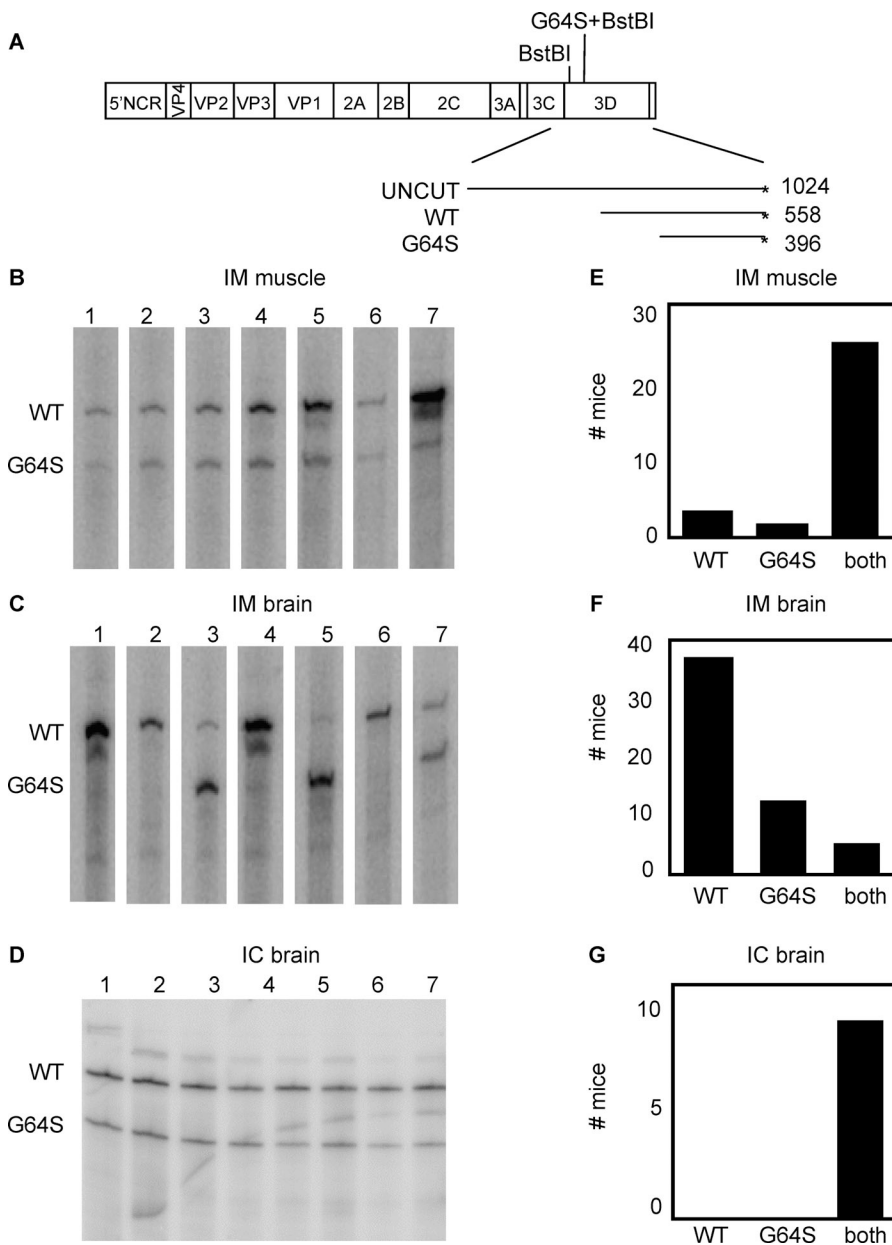 A
G64S+BstBI
BstBI
5'NCR VP4 VP2 VP3 VP1 2A 2B 2C 3A 3C 3D
UNCUT * 1024
WT * 558
G64S * 396
B IM muscle
1 2 3 4 5 6 7
WT
G64S
E IM muscle
30
20
10
0
# mice
WT G64S both
C IM brain
1 2 3 4 5 6 7
WT
G64S
F IM brain
40
30
20
10
0
# mice
WT G64S both
D IC brain
1 2 3 4 5 6 7
WT
G64S
G IC brain
10
5
0
# mice
WT G64S both